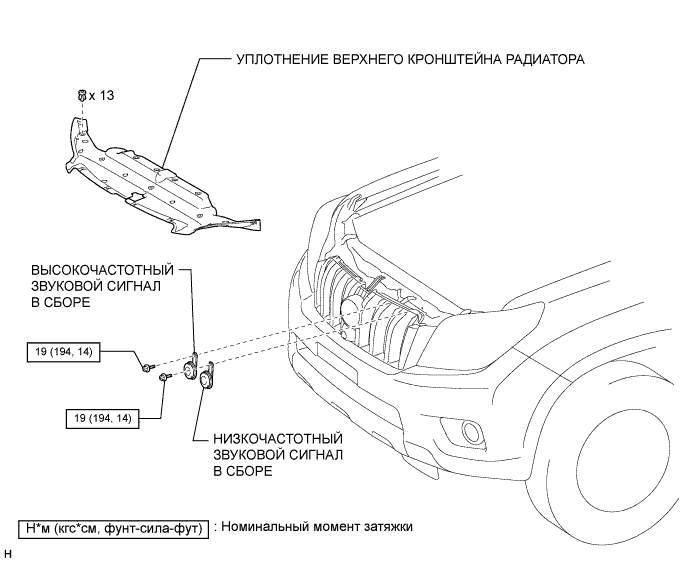 УПЛОТНЕНИЕ ВЕРХНЕГО КРОНШТЕЙНА РАДИАТОРА
x 13
ВЫСОКОЧАСТОТНЫЙ
ЗВУКОВОЙ СИГНАЛ
В СБОРЕ
19 (194, 14)
19 (194, 14)
НИЗКОЧАСТОТНЫЙ
ЗВУКОВОЙ СИГНАЛ
В СБОРЕ
Н*м (кгс*см, фунт-сила-фут) : Номинальный момент затяжки
H